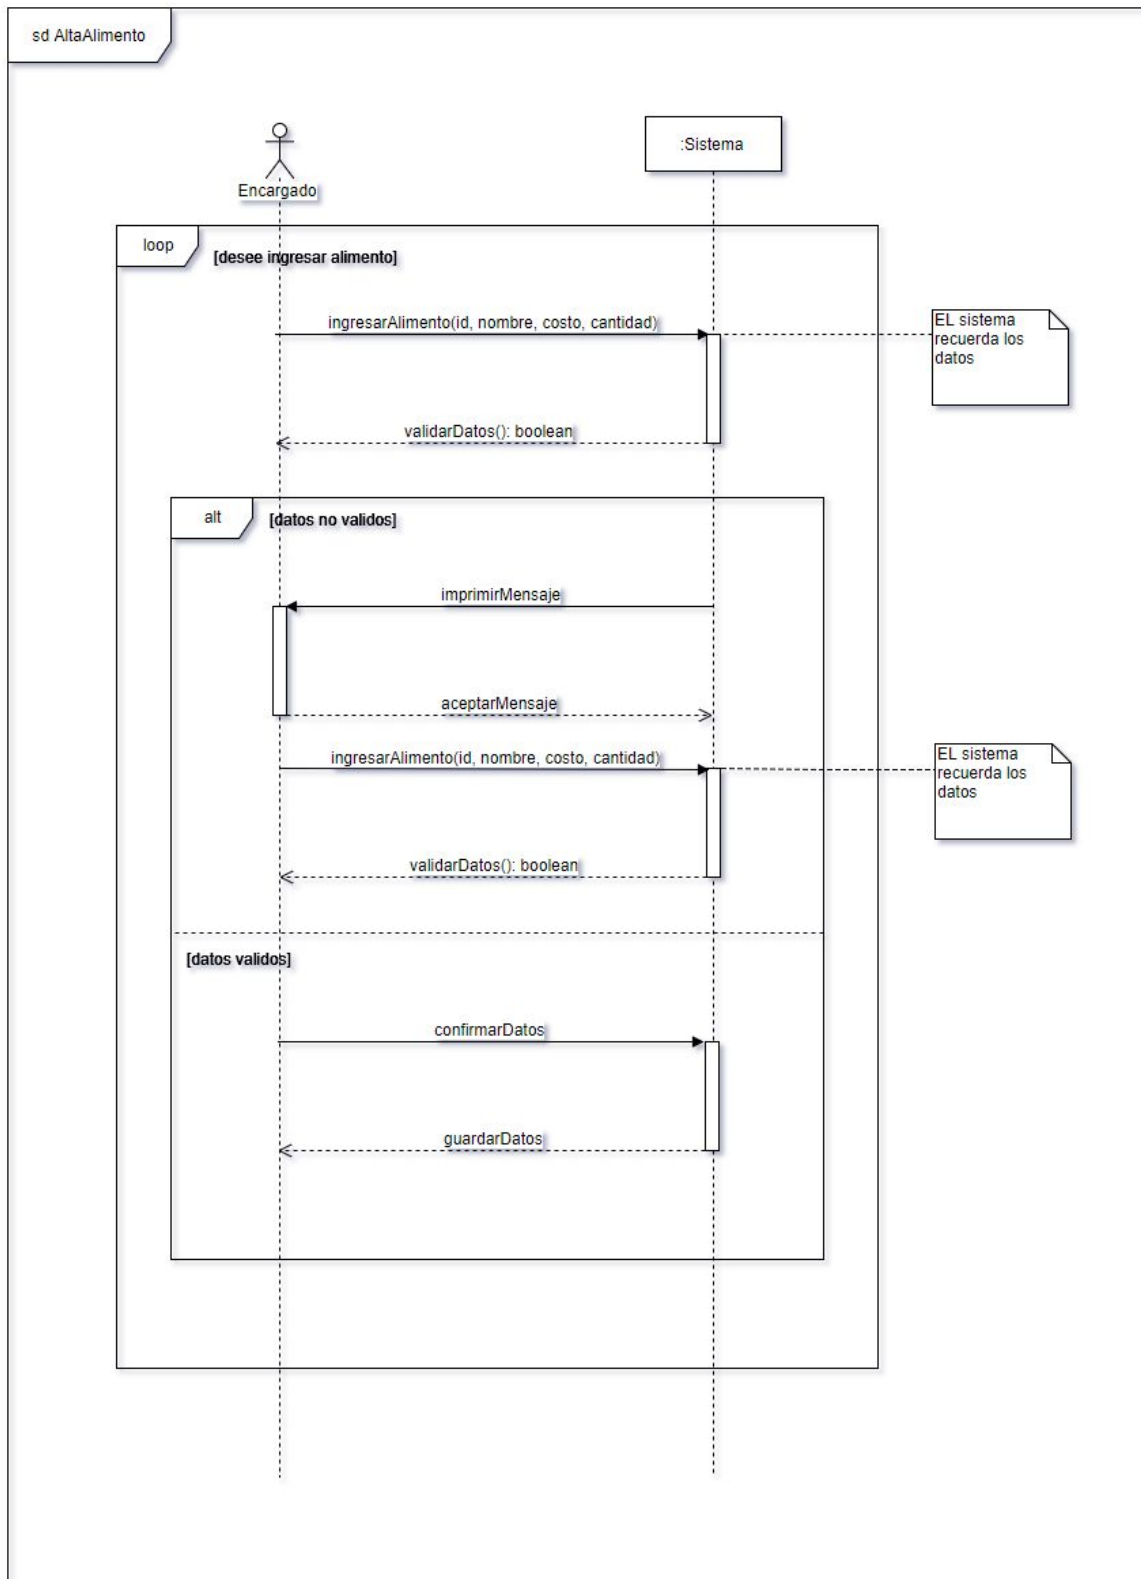 sd AltaAlimento
:Sistema
Encargado
loop
[desee ingresar alimento]
ingresarAlimento(id, nombre, costo, cantidad)
EL sistema
recuerda los
datos
validarDatos(): boolean
alt
[datos no validos]
imprimirMensaje
aceptarMensaje
ingresarAlimento(id, nombre, costo, cantidad)
EL sistema
recuerda los
datos
validarDatos(): boolean
[datos validos]
confirmarDatos
guardarDatos